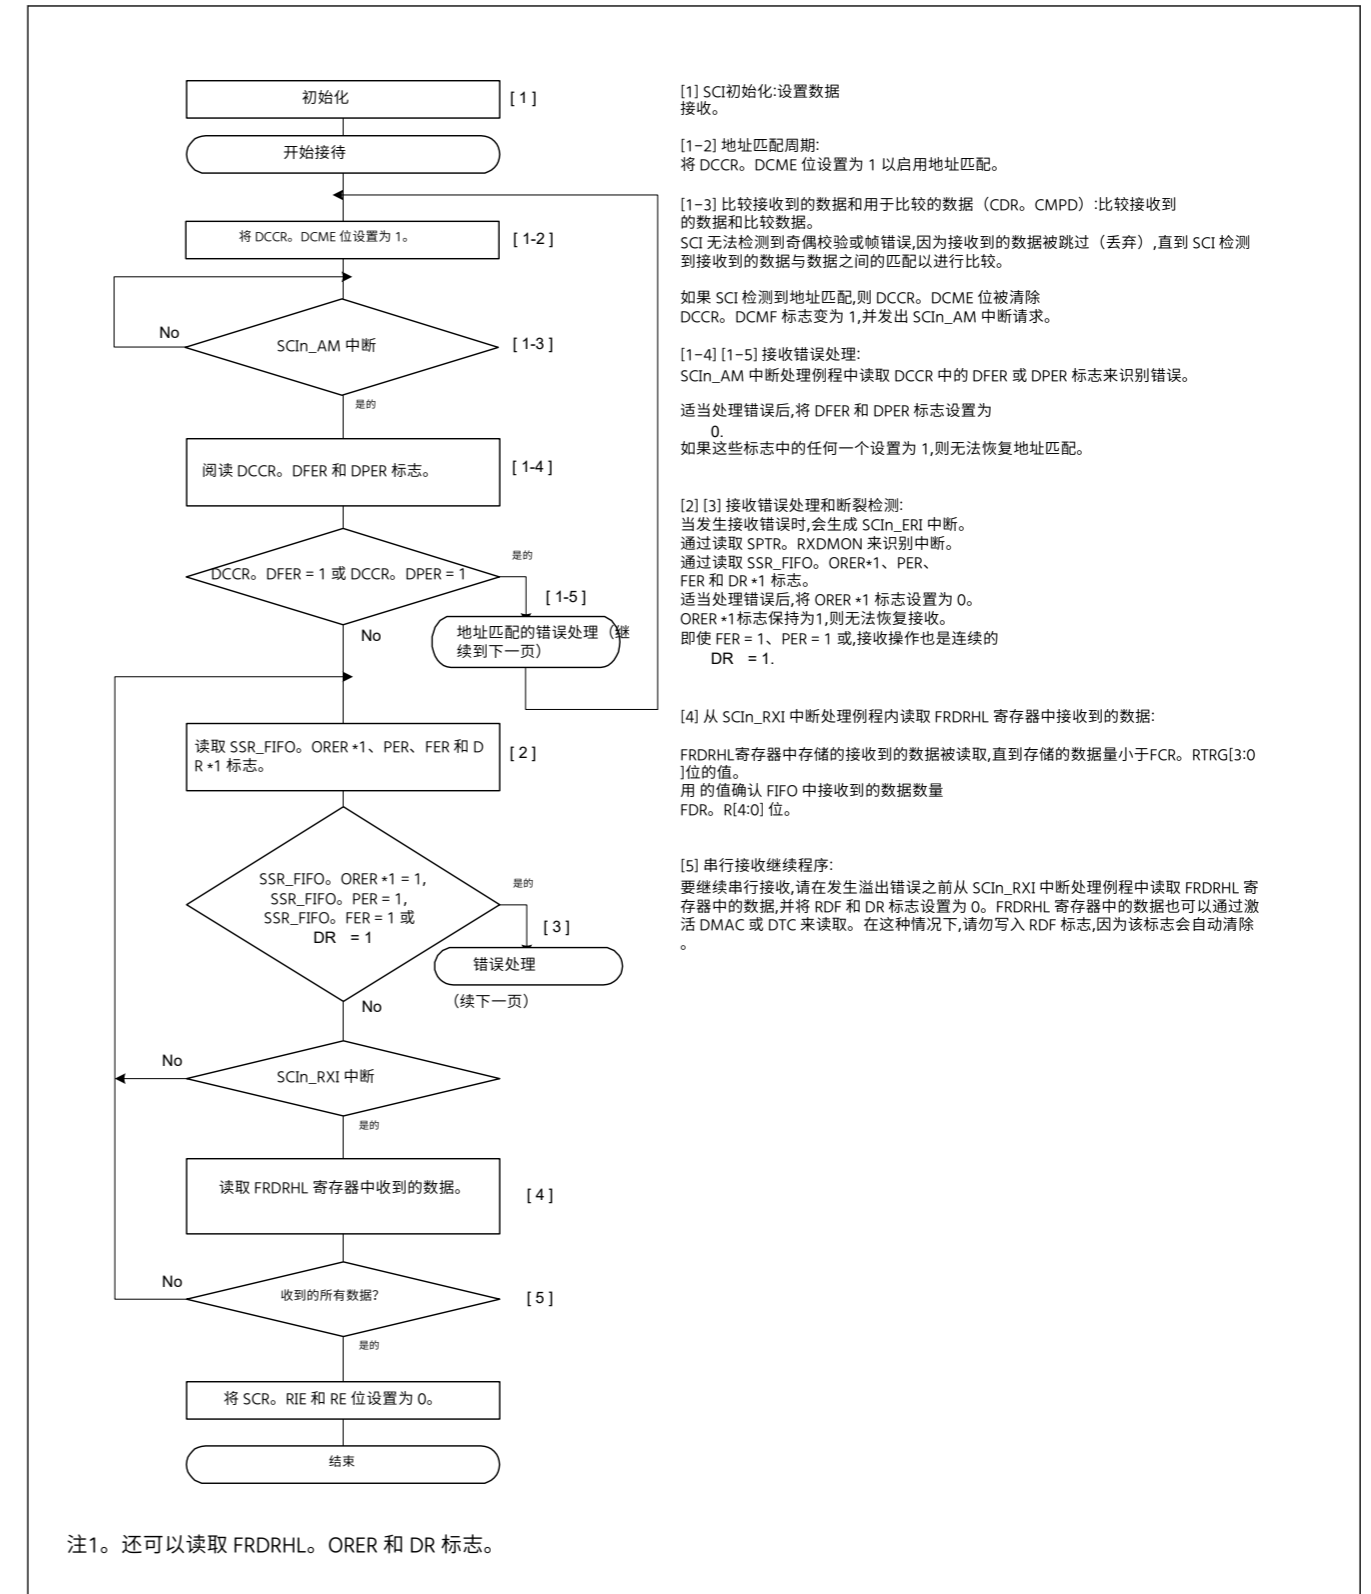 初始化
[ 1 ]
开始接待
将 DCCR。DCME 位设置为 1。
[ 1-2 ]
No
SCIn_AM 中断
[ 1-3 ]
是的
阅读 DCCR。DFER 和 DPER 标志。
[ 1-4 ]
DCCR。DFER = 1 或 DCCR。DPER = 1
是的
[ 1-5 ]
No
地址匹配的错误处理（继
续到下一页）
读取 SSR_FIFO。ORER *1、PER、FER 和 D
R *1 标志。
[ 2 ]
SSR_FIFO。ORER *1 = 1,
SSR_FIFO。PER = 1,
SSR_FIFO。FER = 1 或
DR = 1
是的
[ 3 ]
错误处理
（续下一页）
No
No
SCIn_RXI 中断
是的
读取 FRDRHL 寄存器中收到的数据。
[ 4 ]
No
收到的所有数据？
[ 5 ]
是的
将 SCR。RIE 和 RE 位设置为 0。
结束
[1] SCI初始化:设置数据
接收。
[1–2] 地址匹配周期:
将 DCCR。DCME 位设置为 1 以启用地址匹配。
[1–3] 比较接收到的数据和用于比较的数据（CDR。CMPD）:比较接收到
的数据和比较数据。
SCI 无法检测到奇偶校验或帧错误,因为接收到的数据被跳过（丢弃）,直到 SCI 检测
到接收到的数据与数据之间的匹配以进行比较。
如果 SCI 检测到地址匹配,则 DCCR。DCME 位被清除
DCCR。DCMF 标志变为 1,并发出 SCIn_AM 中断请求。
[1–4] [1–5] 接收错误处理:
SCIn_AM 中断处理例程中读取 DCCR 中的 DFER 或 DPER 标志来识别错误。
适当处理错误后,将 DFER 和 DPER 标志设置为
0.
如果这些标志中的任何一个设置为 1,则无法恢复地址匹配。
[2] [3] 接收错误处理和断裂检测:
当发生接收错误时,会生成 SCIn_ERI 中断。
通过读取 SPTR。RXDMON 来识别中断。
通过读取 SSR_FIFO。ORER*1、PER、
FER 和 DR *1 标志。
适当处理错误后,将 ORER *1 标志设置为 0。
ORER *1标志保持为1,则无法恢复接收。
即使 FER = 1、PER = 1 或,接收操作也是连续的
DR = 1.
[4] 从 SCIn_RXI 中断处理例程内读取 FRDRHL 寄存器中接收到的数据:
FRDRHL寄存器中存储的接收到的数据被读取,直到存储的数据量小于FCR。RTRG[3:0
]位的值。
用 的值确认 FIFO 中接收到的数据数量
FDR。R[4:0] 位。
[5] 串行接收继续程序:
要继续串行接收,请在发生溢出错误之前从 SCIn_RXI 中断处理例程中读取 FRDRHL 寄
存器中的数据,并将 RDF 和 DR 标志设置为 0。FRDRHL 寄存器中的数据也可以通过激
活 DMAC 或 DTC 来读取。在这种情况下,请勿写入 RDF 标志,因为该标志会自动清除
。
注1。还可以读取 FRDRHL。ORER 和 DR 标志。